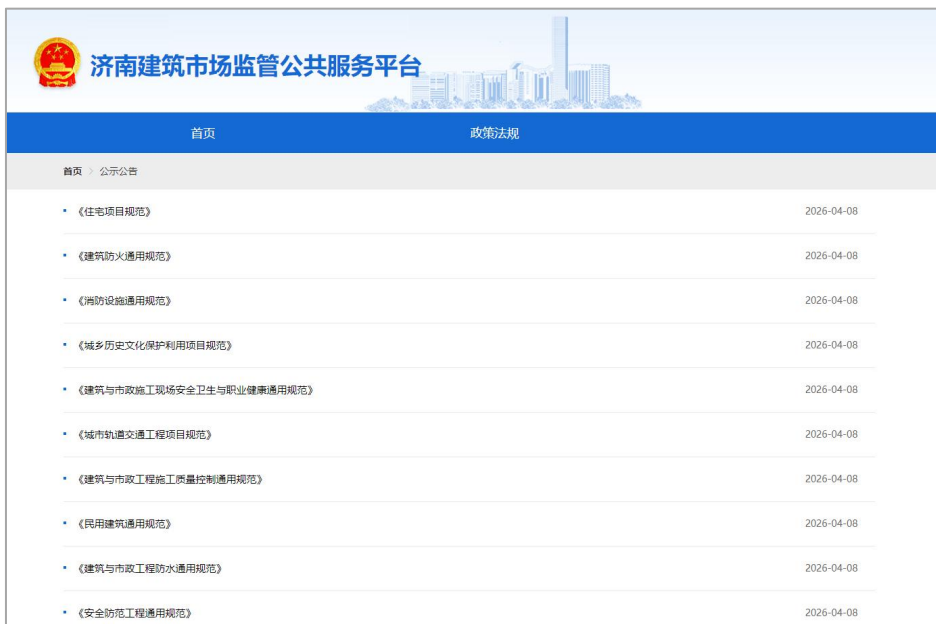 济南建筑市场监管公共服务平台
首页 政策法规
首页 > 公示公告
▪ 《住宅项目规范》 2026-04-08
▪ 《建筑防火通用规范》 2026-04-08
▪ 《消防设施通用规范》 2026-04-08
▪ 《城乡历史文化保护利用项目规范》 2026-04-08
▪ 《建筑与市政施工现场安全卫生与职业健康通用规范》 2026-04-08
▪ 《城市轨道交通工程项目规范》 2026-04-08
▪ 《建筑与市政工程施工质量控制通用规范》 2026-04-08
▪ 《民用建筑通用规范》 2026-04-08
▪ 《建筑与市政工程防水通用规范》 2026-04-08
▪ 《安全防范工程通用规范》 2026-04-08